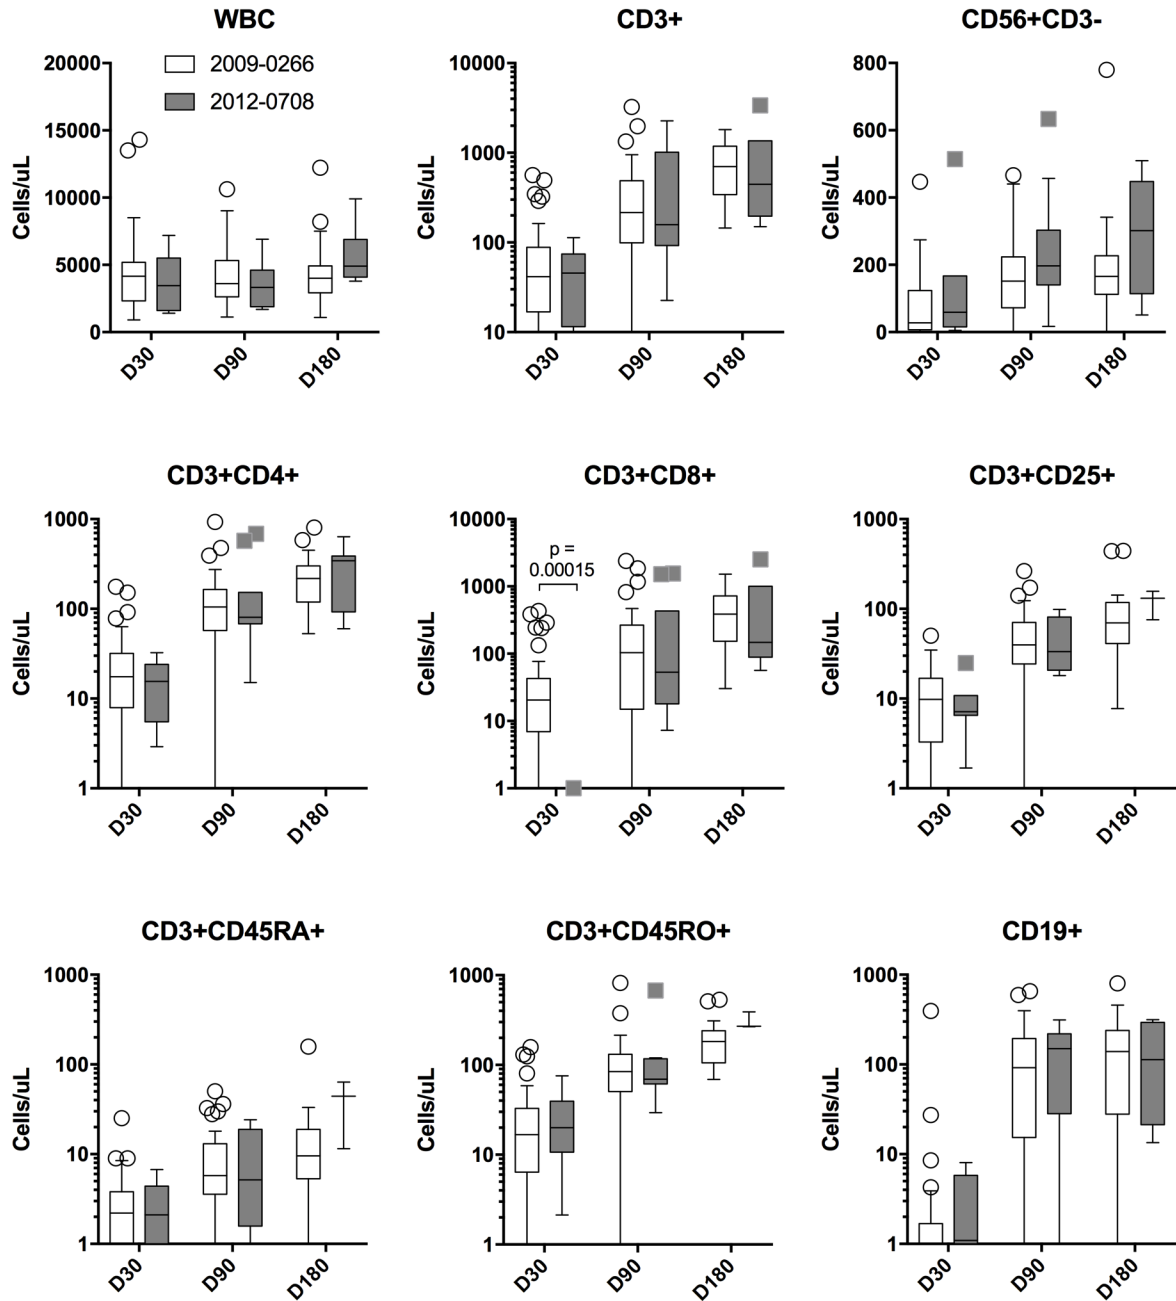 WBC
20000
15000
10000
5000
0
Cells/uL
2009-0266
2012-0708
D30
D90
D180
CD3+
10000
1000
100
10
Cells/uL
D30
D90
D180
CD56+CD3-
800
600
400
200
0
Cells/uL
D30
D90
D180
CD3+CD4+
1000
100
10
1
Cells/uL
D30
D90
D180
CD3+CD8+
10000
1000
100
10
1
Cells/uL
p =
0.00015
D30
D90
D180
CD3+CD25+
1000
100
10
1
Cells/uL
D30
D90
D180
CD3+CD45RA+
1000
100
10
1
Cells/uL
D30
D90
D180
CD3+CD45RO+
1000
100
10
1
Cells/uL
D30
D90
D180
CD19+
1000
100
10
1
Cells/uL
D30
D90
D180